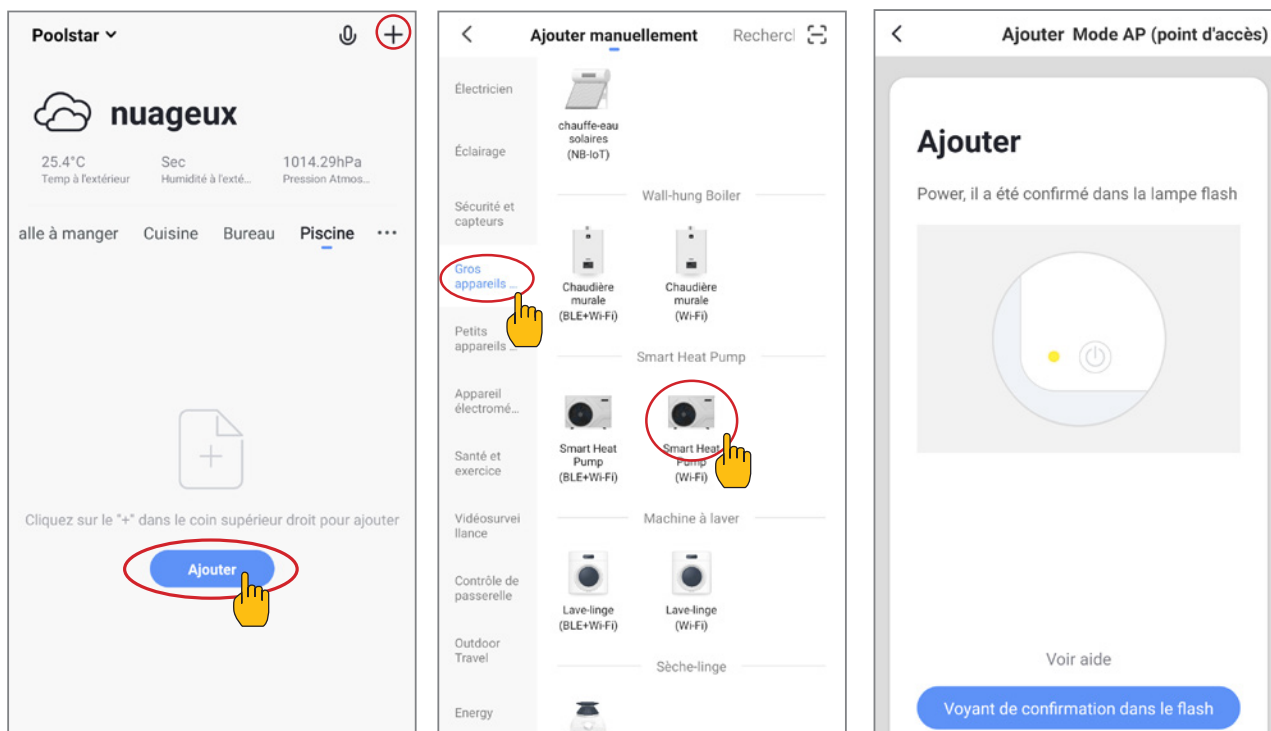 Poolstar
nuageux
25.4°C Sec 1014.29hPa
Temp à l'extérieur Humidité à l'exté... Pression Atmos...
alle à manger Cuisine Bureau Piscine ...
Cliquez sur le "+" dans le coin supérieur droit pour ajouter
Ajouter
Ajouter manuellement Rechercl
Électricien
Éclairage
Sécurité et
capteurs
Gros
appareils ...
Petits
appareils ...
Appareil
électromé...
Santé et
exercice
Vidéosurvei
llance
Contrôle de
passerelle
Outdoor
Travel
Energy
chauffe-eau
solaires
(NB-IoT)
Wall-hung Boiler
Chaudière
murale
(BLE+Wi-Fi)
Chaudière
murale
(Wi-Fi)
Smart Heat Pump
Smart Heat
Pump
(BLE+Wi-Fi)
Smart Heat
Pump
(Wi-Fi)
Machine à laver
Lave-linge
(BLE+Wi-Fi)
Lave-linge
(Wi-Fi)
Sèche-linge
Ajouter Mode AP (point d'accès)
Ajouter
Power, il a été confirmé dans la lampe flash
Voir aide
Voyant de confirmation dans le flash